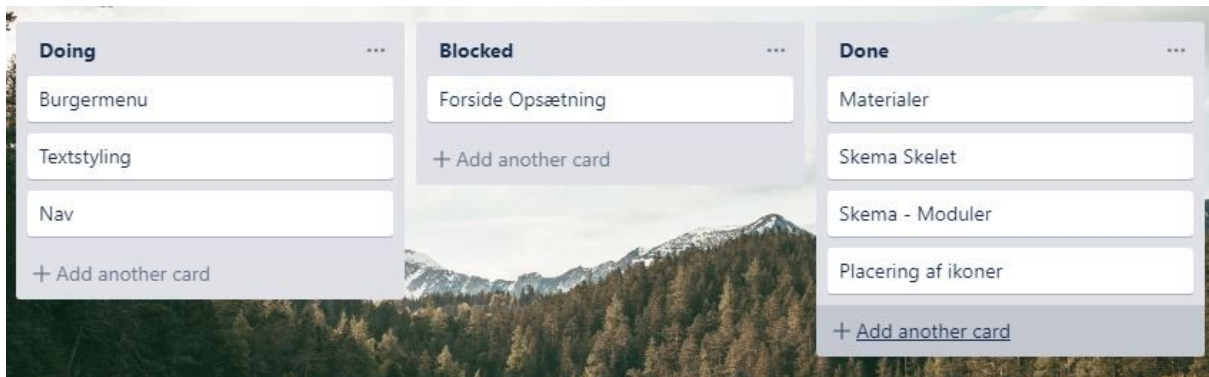 Doing
Burgermenu
Textstyling
Nav
+ Add another card
Blocked
Forside Opsætning
+ Add another card
Done
Materialer
Skema Skelet
Skema - Moduler
Placering af ikoner
+ Add another card